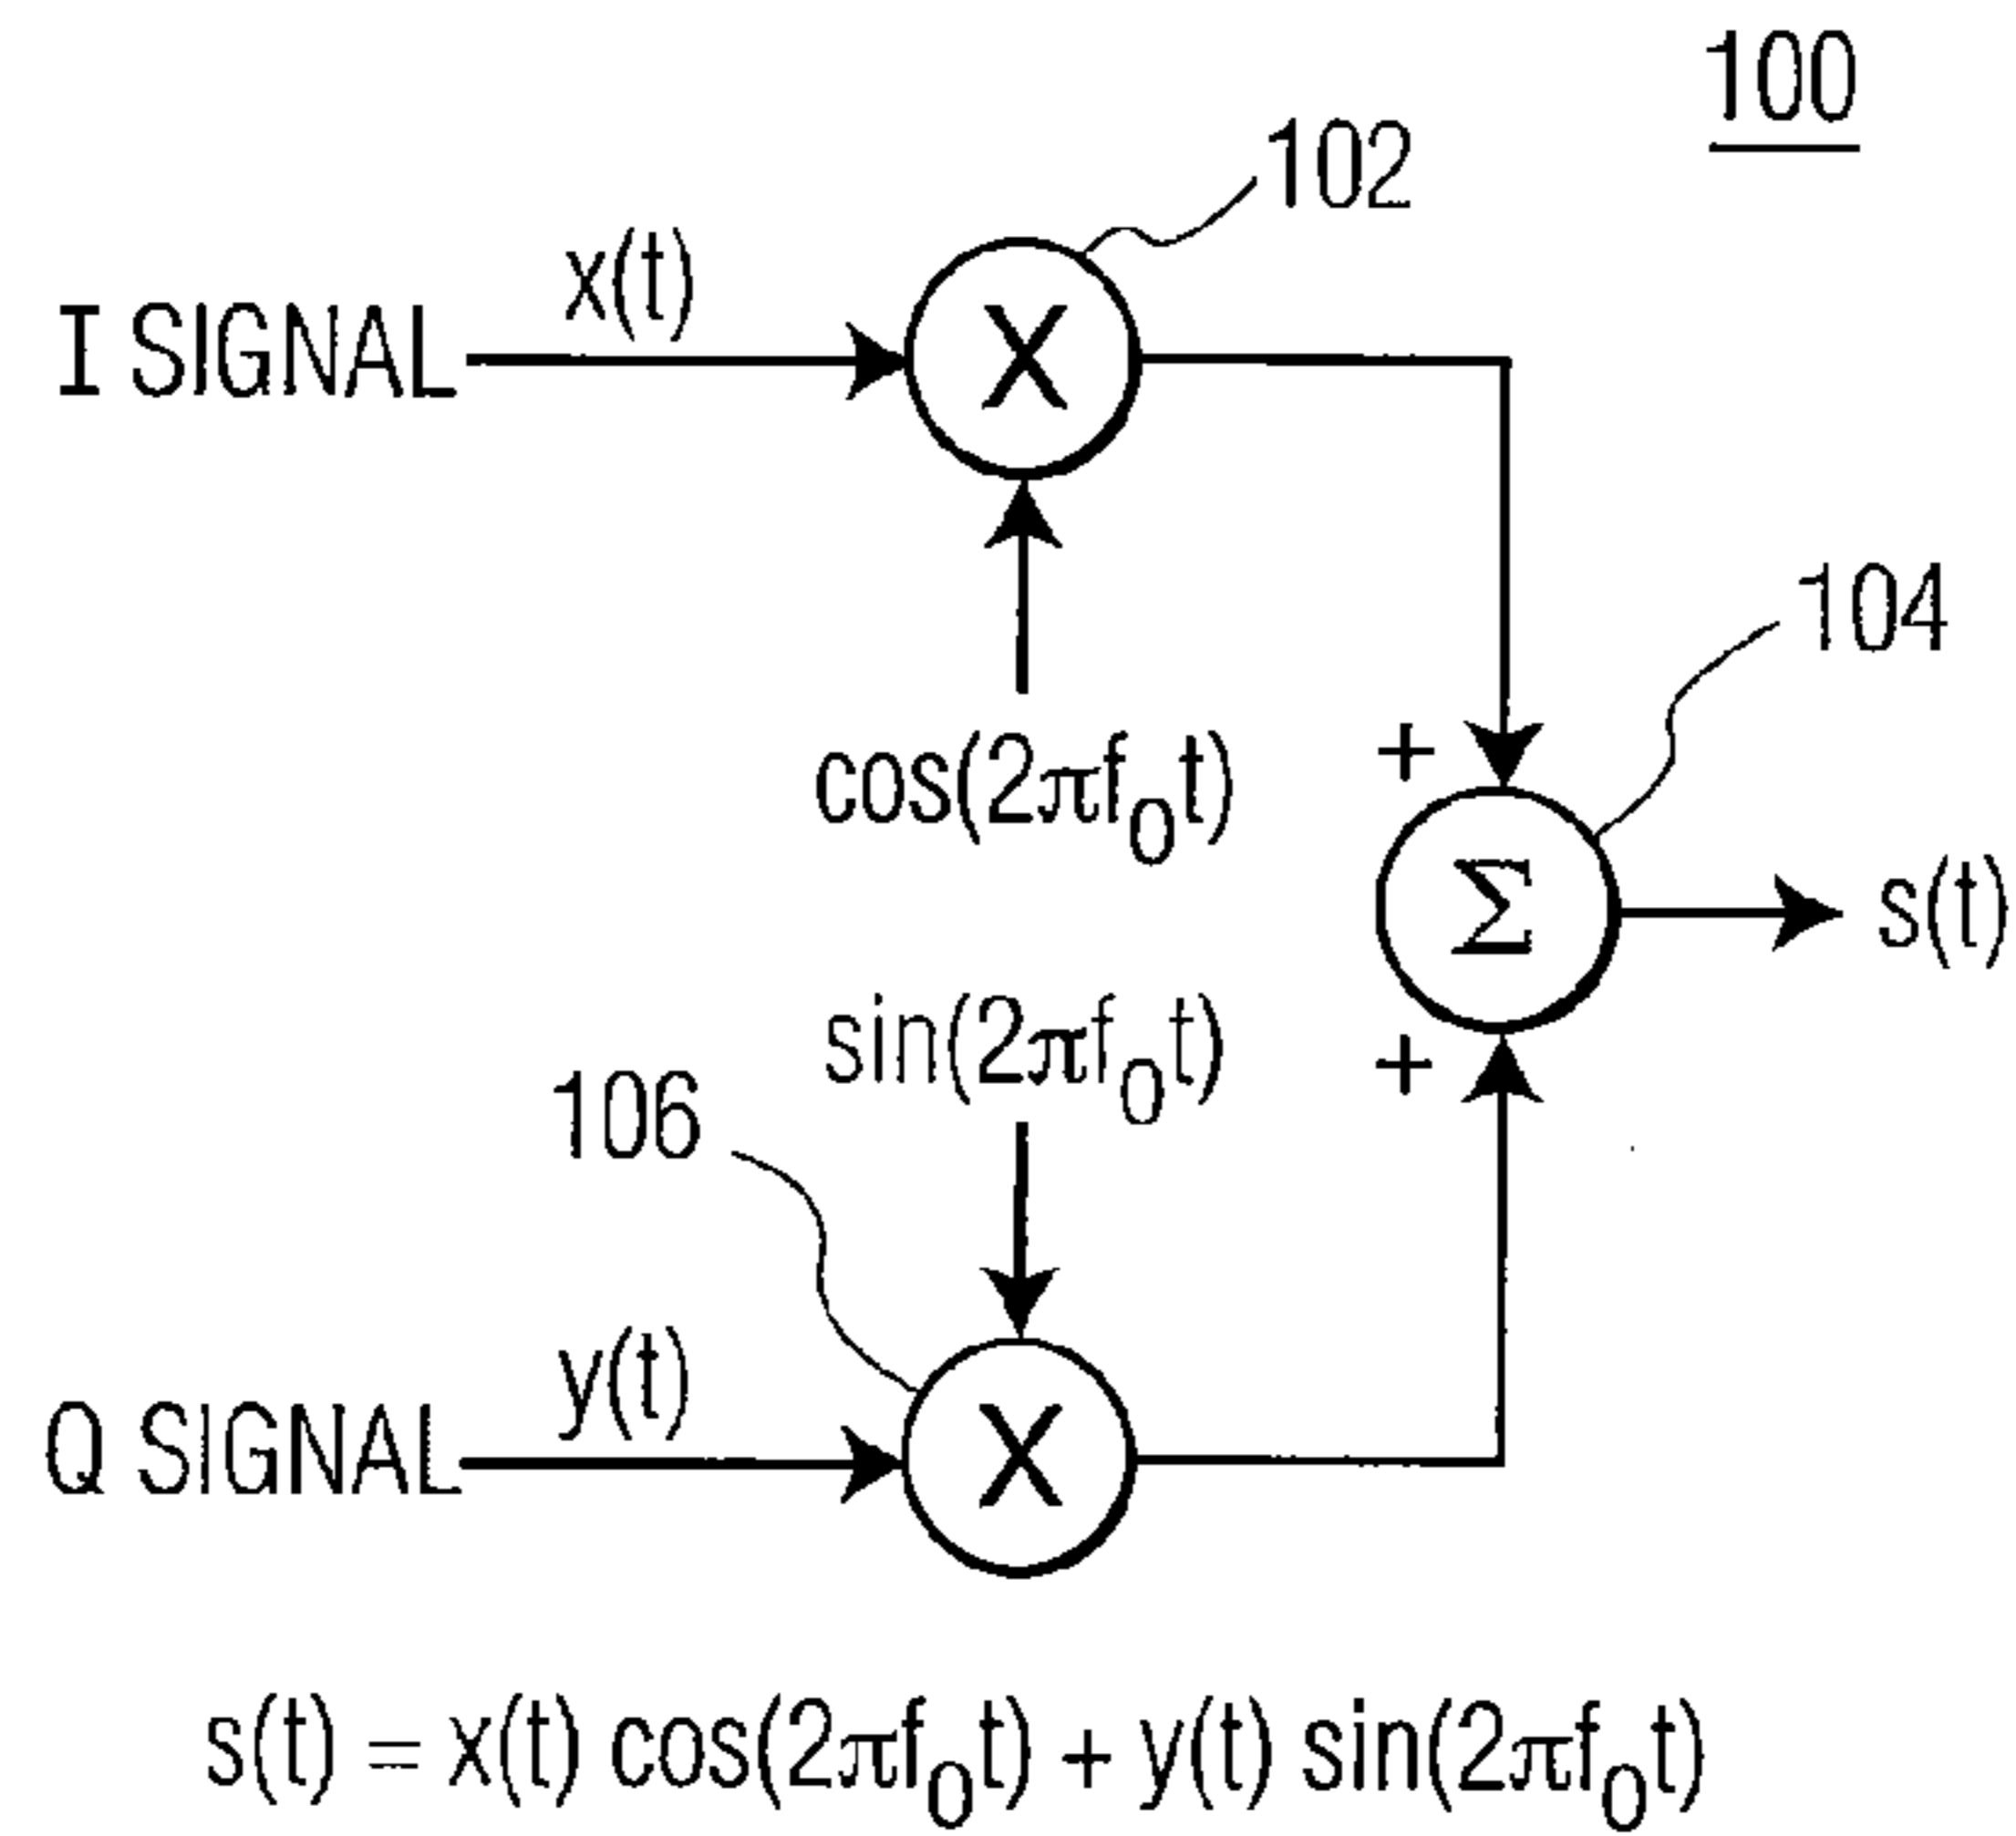 100
102
x(t)
I SIGNAL
X
cos(2πf₀t)
+
104
Σ
s(t)
sin(2πf₀t)
+
106
y(t)
Q SIGNAL
X
s(t) = x(t) cos(2πf₀t) + y(t) sin(2πf₀t)